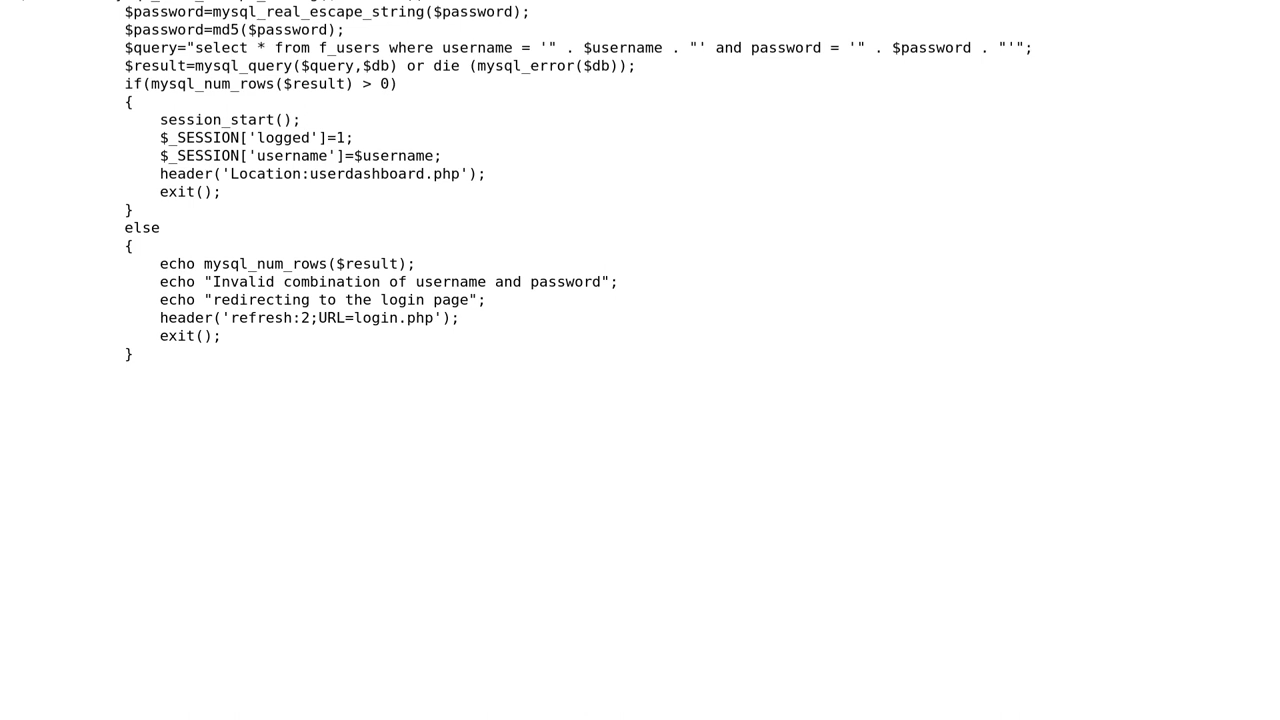 $password=mysql_real_escape_string($password);
$password=md5($password);
$query="select * from f_users where username = '" . $username . "' and password = '" . $password . "'";
$result=mysql_query($query,$db) or die (mysql_error($db));
if(mysql_num_rows($result) > 0)
{
session_start();
$_SESSION['logged']=1;
$_SESSION['username']=$username;
header('Location:userdashboard.php');
exit();
}
else
{
echo mysql_num_rows($result);
echo "Invalid combination of username and password";
echo "redirecting to the login page";
header('refresh:2;URL=login.php');
exit();
}